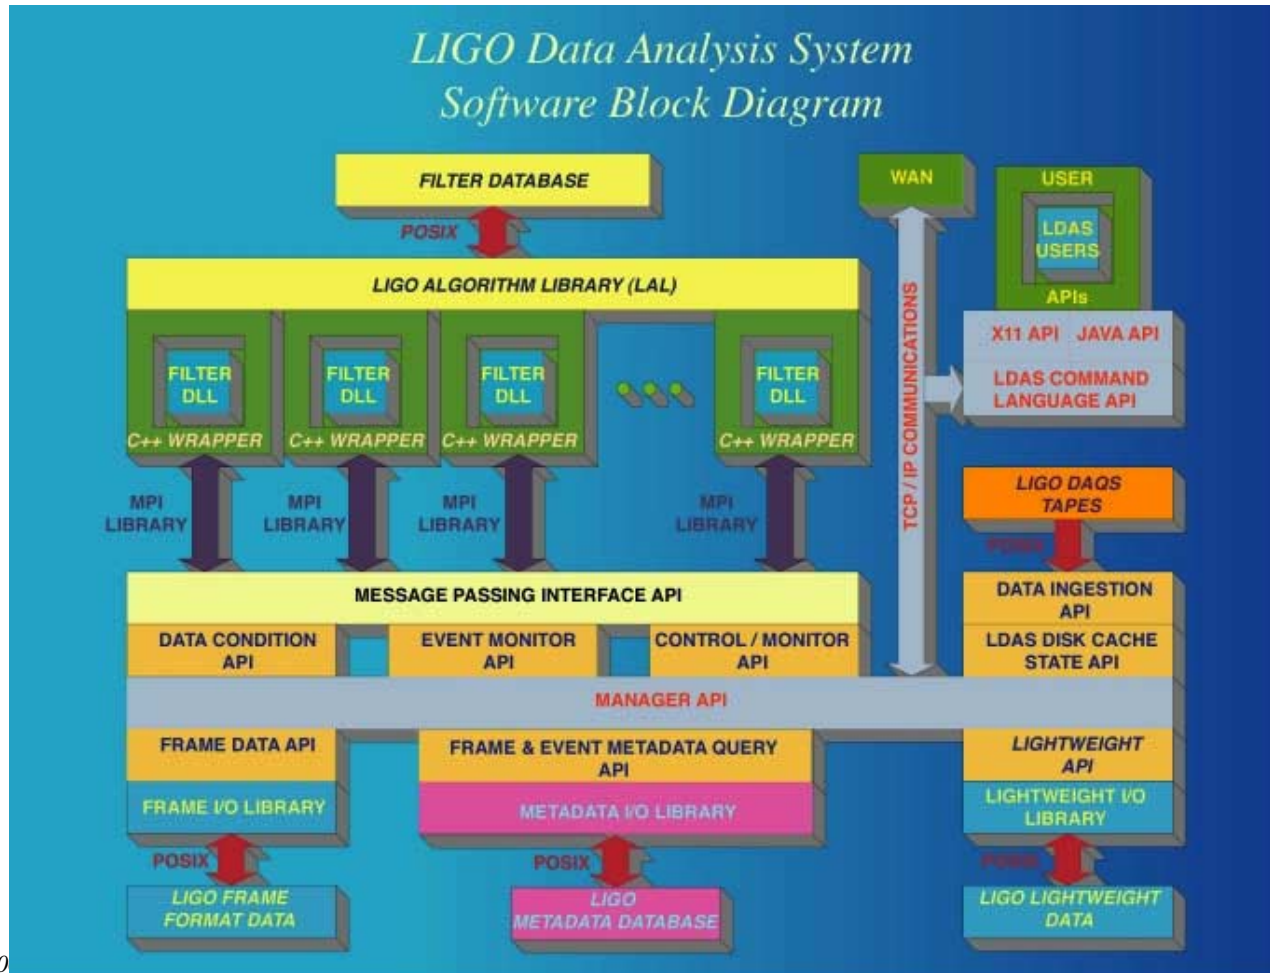 LIGO Data Analysis System
Software Block Diagram
FILTER DATABASE
WAN
USER
LDAS
USERS
APIs
POSIX
LIGO ALGORITHM LIBRARY (LAL)
X11 API JAVA API
LDAS COMMAND
LANGUAGE API
FILTER
DLL
C++ WRAPPER
FILTER
DLL
C++ WRAPPER
FILTER
DLL
C++ WRAPPER
FILTER
DLL
C++ WRAPPER
TCP / IP COMMUNICATIONS
MPI
LIBRARY
MPI
LIBRARY
MPI
LIBRARY
MPI
LIBRARY
LIGO DAQS
TAPES
POSIX
MESSAGE PASSING INTERFACE API
DATA INGESTION
API
DATA CONDITION
API
EVENT MONITOR
API
CONTROL / MONITOR
API
LDAS DISK CACHE
STATE API
MANAGER API
FRAME DATA API
FRAME & EVENT METADATA QUERY
API
LIGHTWEIGHT
API
FRAME I/O LIBRARY
METADATA I/O LIBRARY
LIGHTWEIGHT I/O
LIBRARY
POSIX
POSIX
POSIX
LIGO FRAME
FORMAT DATA
LIGO
METADATA DATABASE
LIGO LIGHTWEIGHT
DATA
0